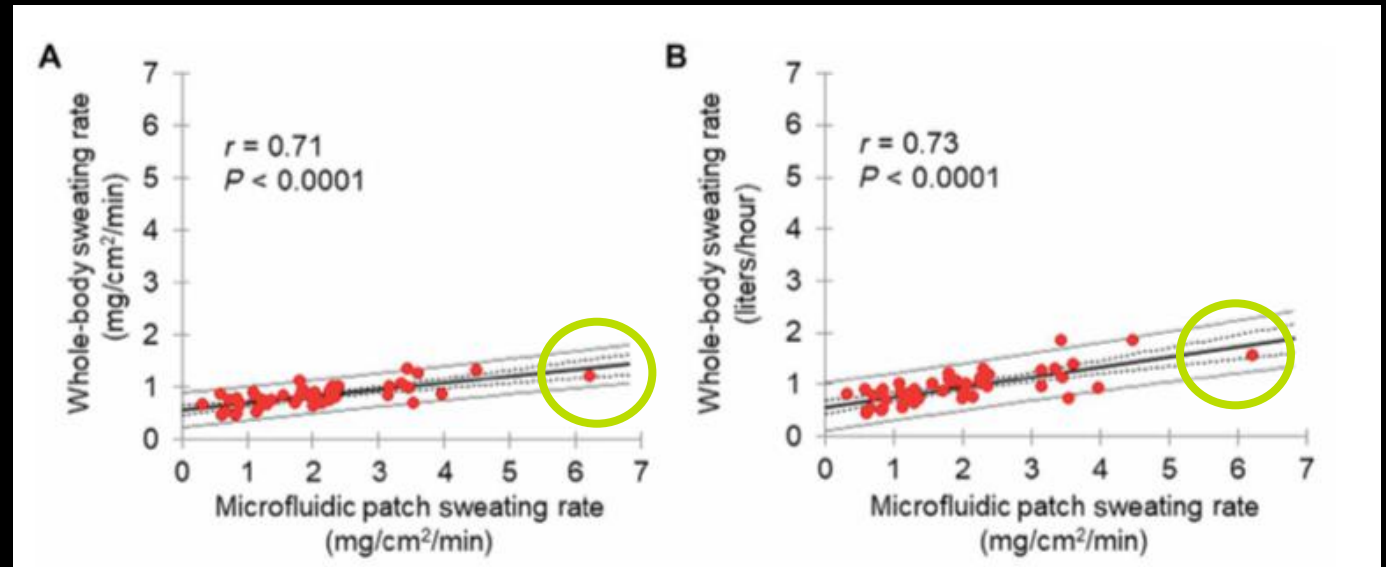 A
7
6
5
4
3
2
1
0
r = 0.71
P < 0.0001
Whole-body sweating rate
(mg/cm²/min)
0 1 2 3 4 5 6 7
Microfluidic patch sweating rate
(mg/cm²/min)
B
7
6
5
4
3
2
1
0
r = 0.73
P < 0.0001
Whole-body sweating rate
(liters/hour)
0 1 2 3 4 5 6 7
Microfluidic patch sweating rate
(mg/cm²/min)